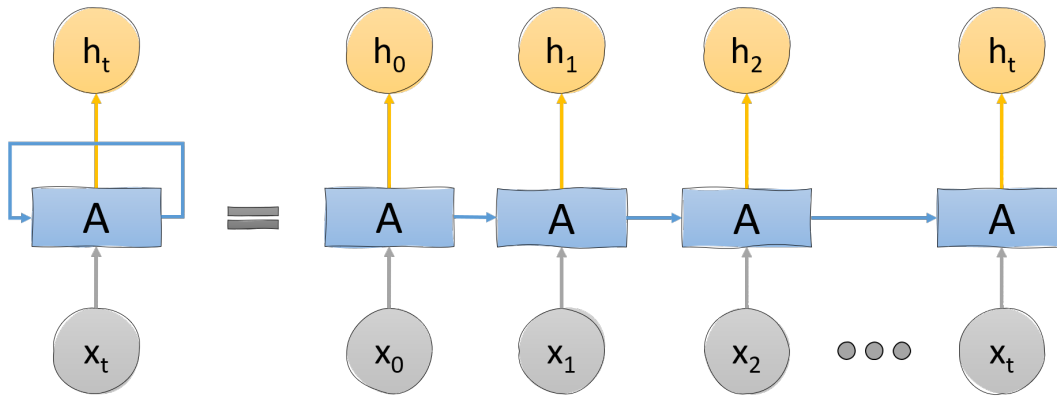 hₜ h₀ h₁ h₂ hₜ
A = A A A A
xₜ x₀ x₁ x₂ ••• xₜ